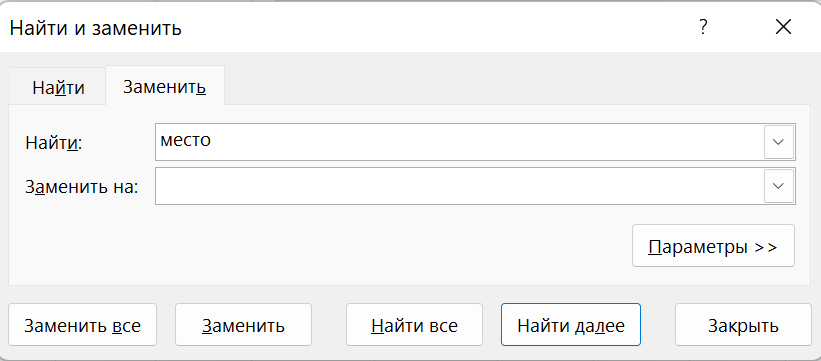 Найти и заменить ?
Найти Заменить
Найти: место
Заменить на:
Параметры >>
Заменить все Заменить Найти все Найти далее Закрыть